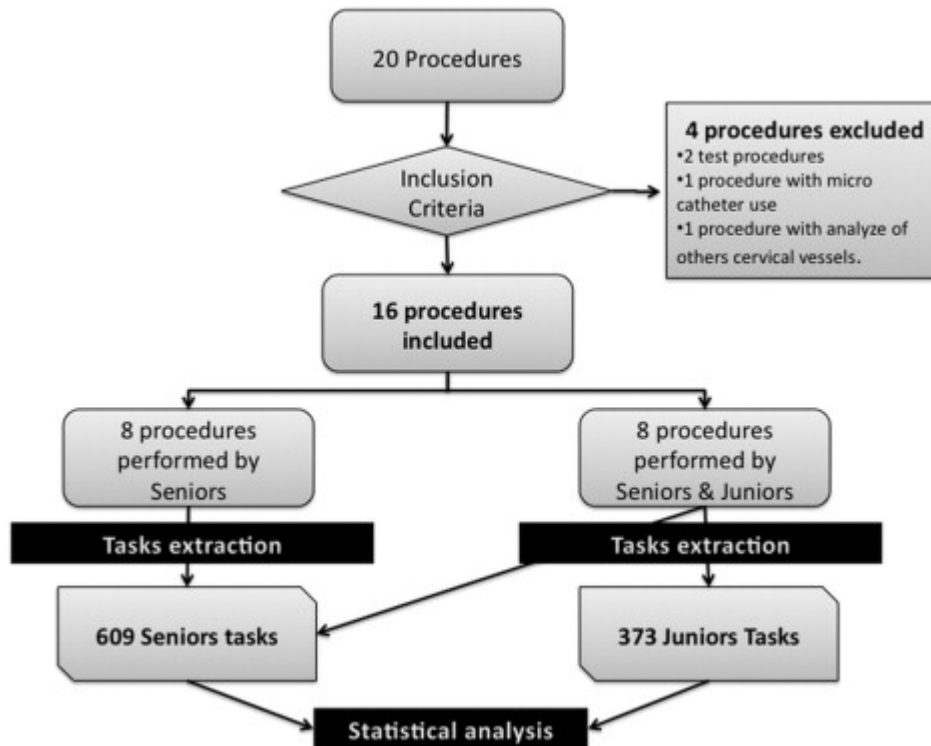 20 Procedures
4 procedures excluded
•2 test procedures
•1 procedure with micro
catheter use
•1 procedure with analyze of
others cervical vessels.
Inclusion
Criteria
16 procedures
included
8 procedures
performed by
Seniors
8 procedures
performed by
Seniors & Juniors
Tasks extraction
Tasks extraction
609 Seniors tasks
373 Juniors Tasks
Statistical analysis